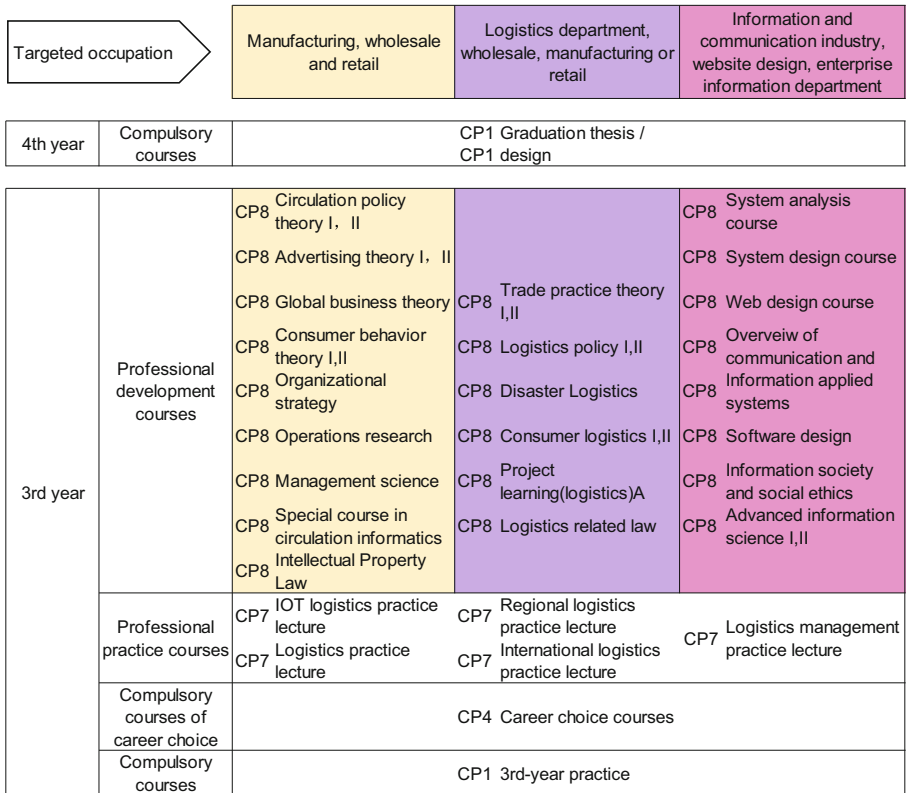 Targeted occupation
Manufacturing, wholesale
and retail
Logistics department,
wholesale, manufacturing or
retail
Information and
communication industry,
website design, enterprise
information department
4th year
Compulsory
courses
CP1 Graduation thesis /
CP1 design
3rd year
Professional
development
courses
CP8 Circulation policy
theory I，II
CP8 Advertising theory I，II
CP8 Global business theory
CP8 Consumer behavior
theory I,II
CP8 Organizational
strategy
CP8 Operations research
CP8 Management science
CP8 Special course in
circulation informatics
CP8 Intellectual Property
Law
CP8 Trade practice theory
I,II
CP8 Logistics policy I,II
CP8 Disaster Logistics
CP8 Consumer logistics I,II
CP8 Project
learning(logistics)A
CP8 Logistics related law
CP8 System analysis
course
CP8 System design course
CP8 Web design course
CP8 Overveiw of
communication and
CP8 Information applied
systems
CP8 Software design
CP8 Information society
and social ethics
CP8 Advanced information
science I,II
Professional
practice courses
CP7 IOT logistics practice
lecture
CP7 Logistics practice
lecture
CP7 Regional logistics
practice lecture
CP7 International logistics
practice lecture
CP7 Logistics management
practice lecture
Compulsory
courses of
career choice
CP4 Career choice courses
Compulsory
courses
CP1 3rd-year practice